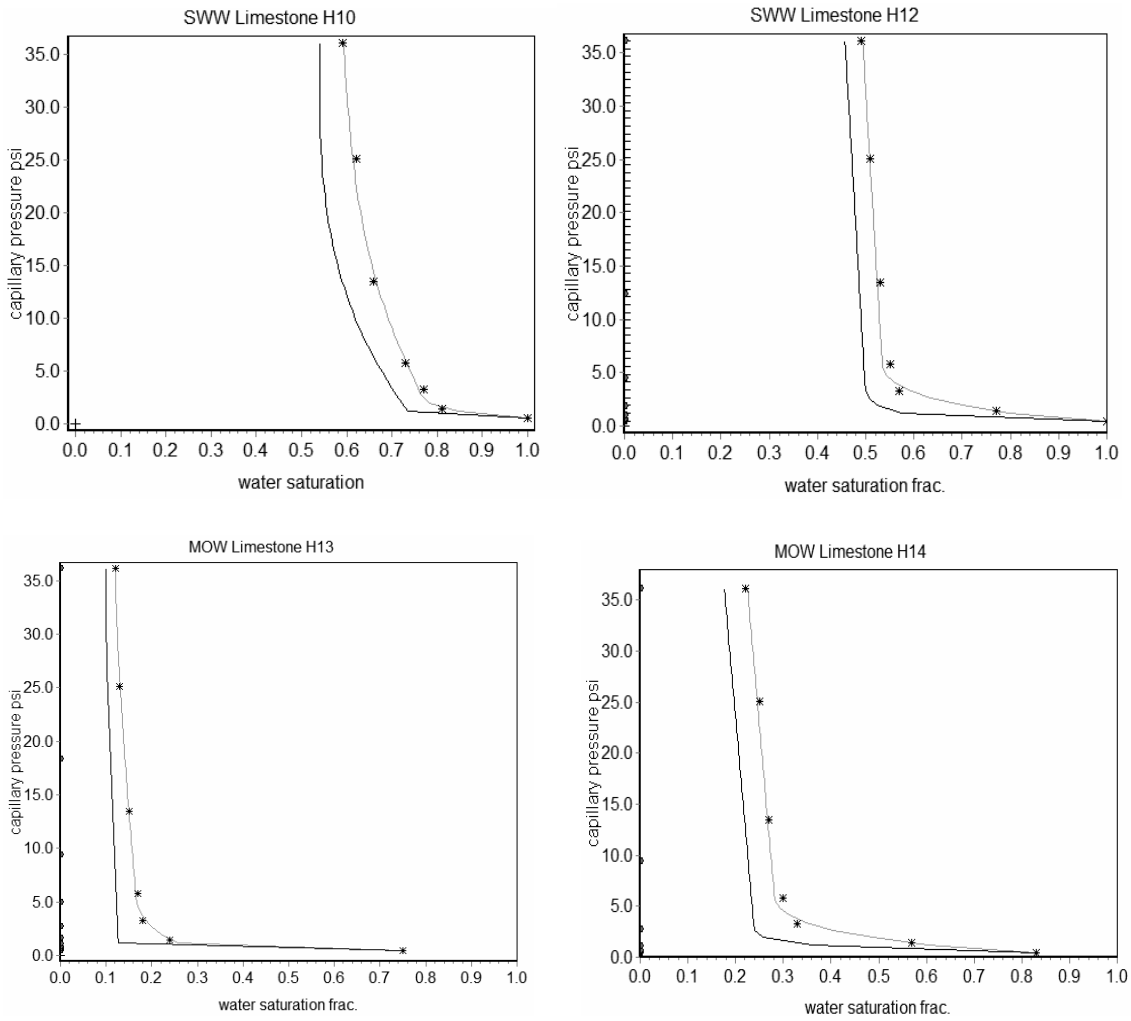 SWW Limestone H10
capillary pressure psi
35.0
30.0
25.0
20.0
15.0
10.0
5.0
0.0
0.0 0.1 0.2 0.3 0.4 0.5 0.6 0.7 0.8 0.9 1.0
water saturation
SWW Limestone H12
capillary pressure psi
35.0
30.0
25.0
20.0
15.0
10.0
5.0
0.0
0.0 0.1 0.2 0.3 0.4 0.5 0.6 0.7 0.8 0.9 1.0
water saturation frac.
MOW Limestone H13
capillary pressure psi
35.0
30.0
25.0
20.0
15.0
10.0
5.0
0.0
0.0 0.1 0.2 0.3 0.4 0.5 0.6 0.7 0.8 0.9 1.0
water saturation frac.
MOW Limestone H14
capillary pressure psi
35.0
30.0
25.0
20.0
15.0
10.0
5.0
0.0
0.0 0.1 0.2 0.3 0.4 0.5 0.6 0.7 0.8 0.9 1.0
water saturation frac.